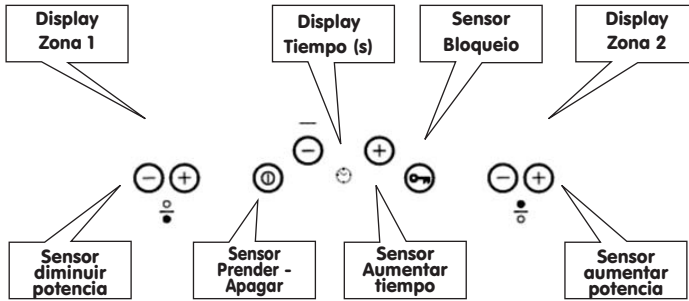 Display
Zona 1
Display
Tiempo (s)
Sensor
Bloqueio
Display
Zona 2
Sensor
diminuir
potencia
Sensor
Prender -
Apagar
Sensor
Aumentar
tiempo
Sensor
aumentar
potencia